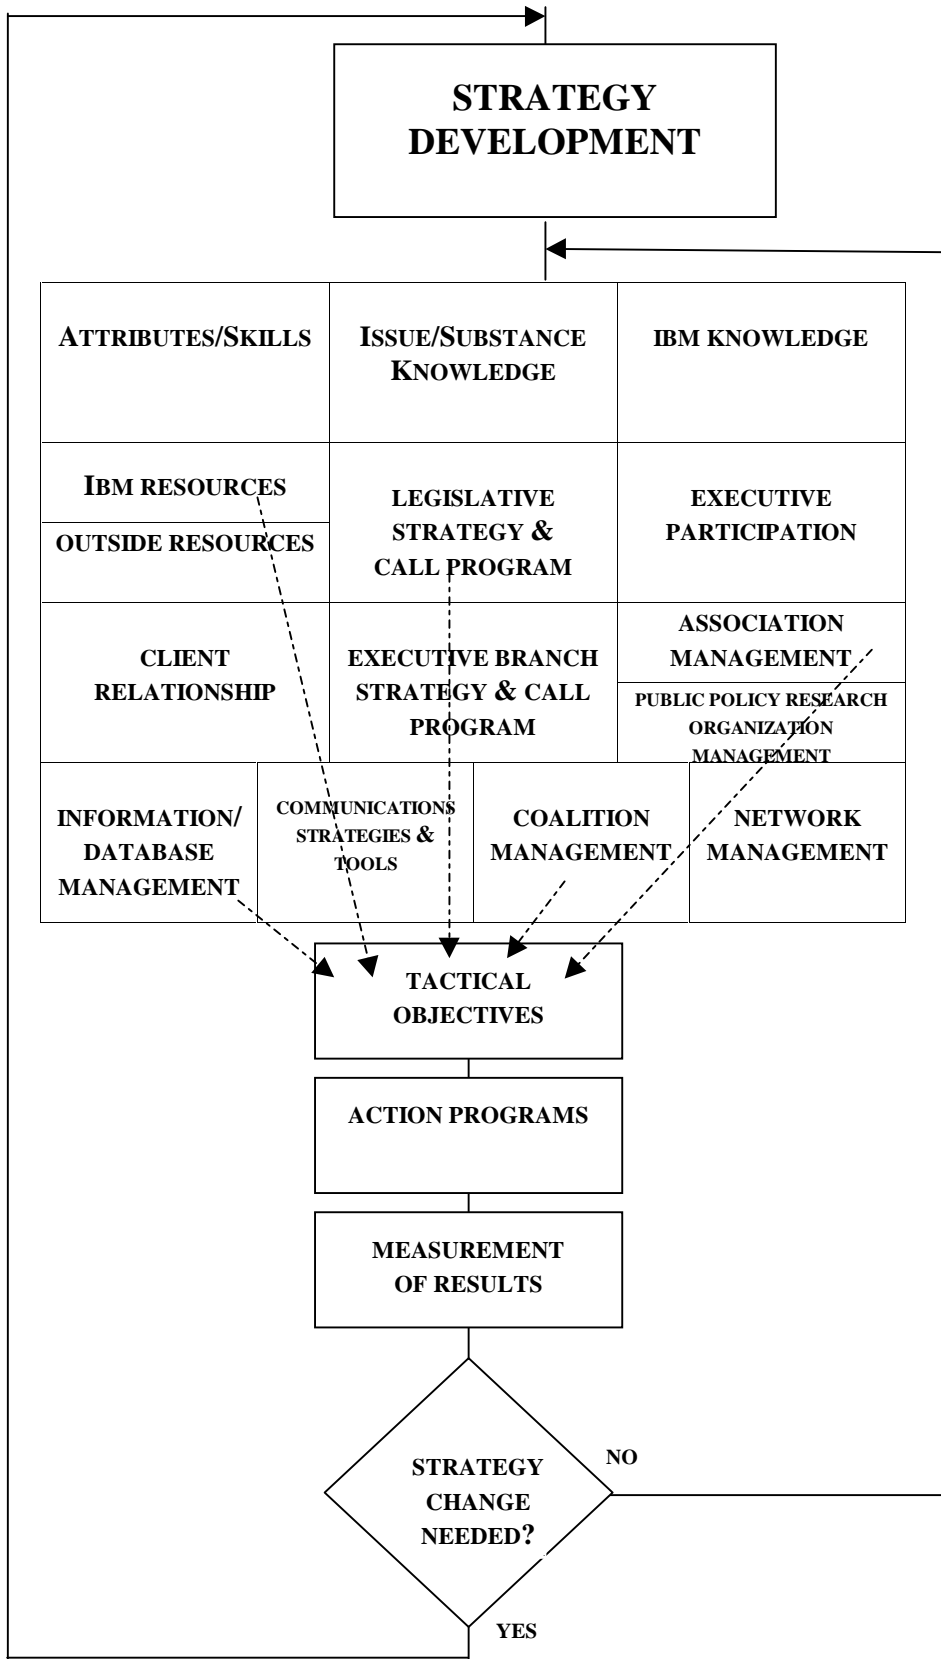 STRATEGY
DEVELOPMENT
ATTRIBUTES/SKILLS
ISSUE/SUBSTANCE
KNOWLEDGE
IBM KNOWLEDGE
IBM RESOURCES
OUTSIDE RESOURCES
LEGISLATIVE
STRATEGY &
CALL PROGRAM
EXECUTIVE
PARTICIPATION
CLIENT
RELATIONSHIP
EXECUTIVE BRANCH
STRATEGY & CALL
PROGRAM
ASSOCIATION
MANAGEMENT
PUBLIC POLICY RESEARCH
ORGANIZATION
MANAGEMENT
INFORMATION/
DATABASE
MANAGEMENT
COMMUNICATIONS
STRATEGIES &
TOOLS
COALITION
MANAGEMENT
NETWORK
MANAGEMENT
TACTICAL
OBJECTIVES
ACTION PROGRAMS
MEASUREMENT
OF RESULTS
STRATEGY
CHANGE
NEEDED?
NO
YES